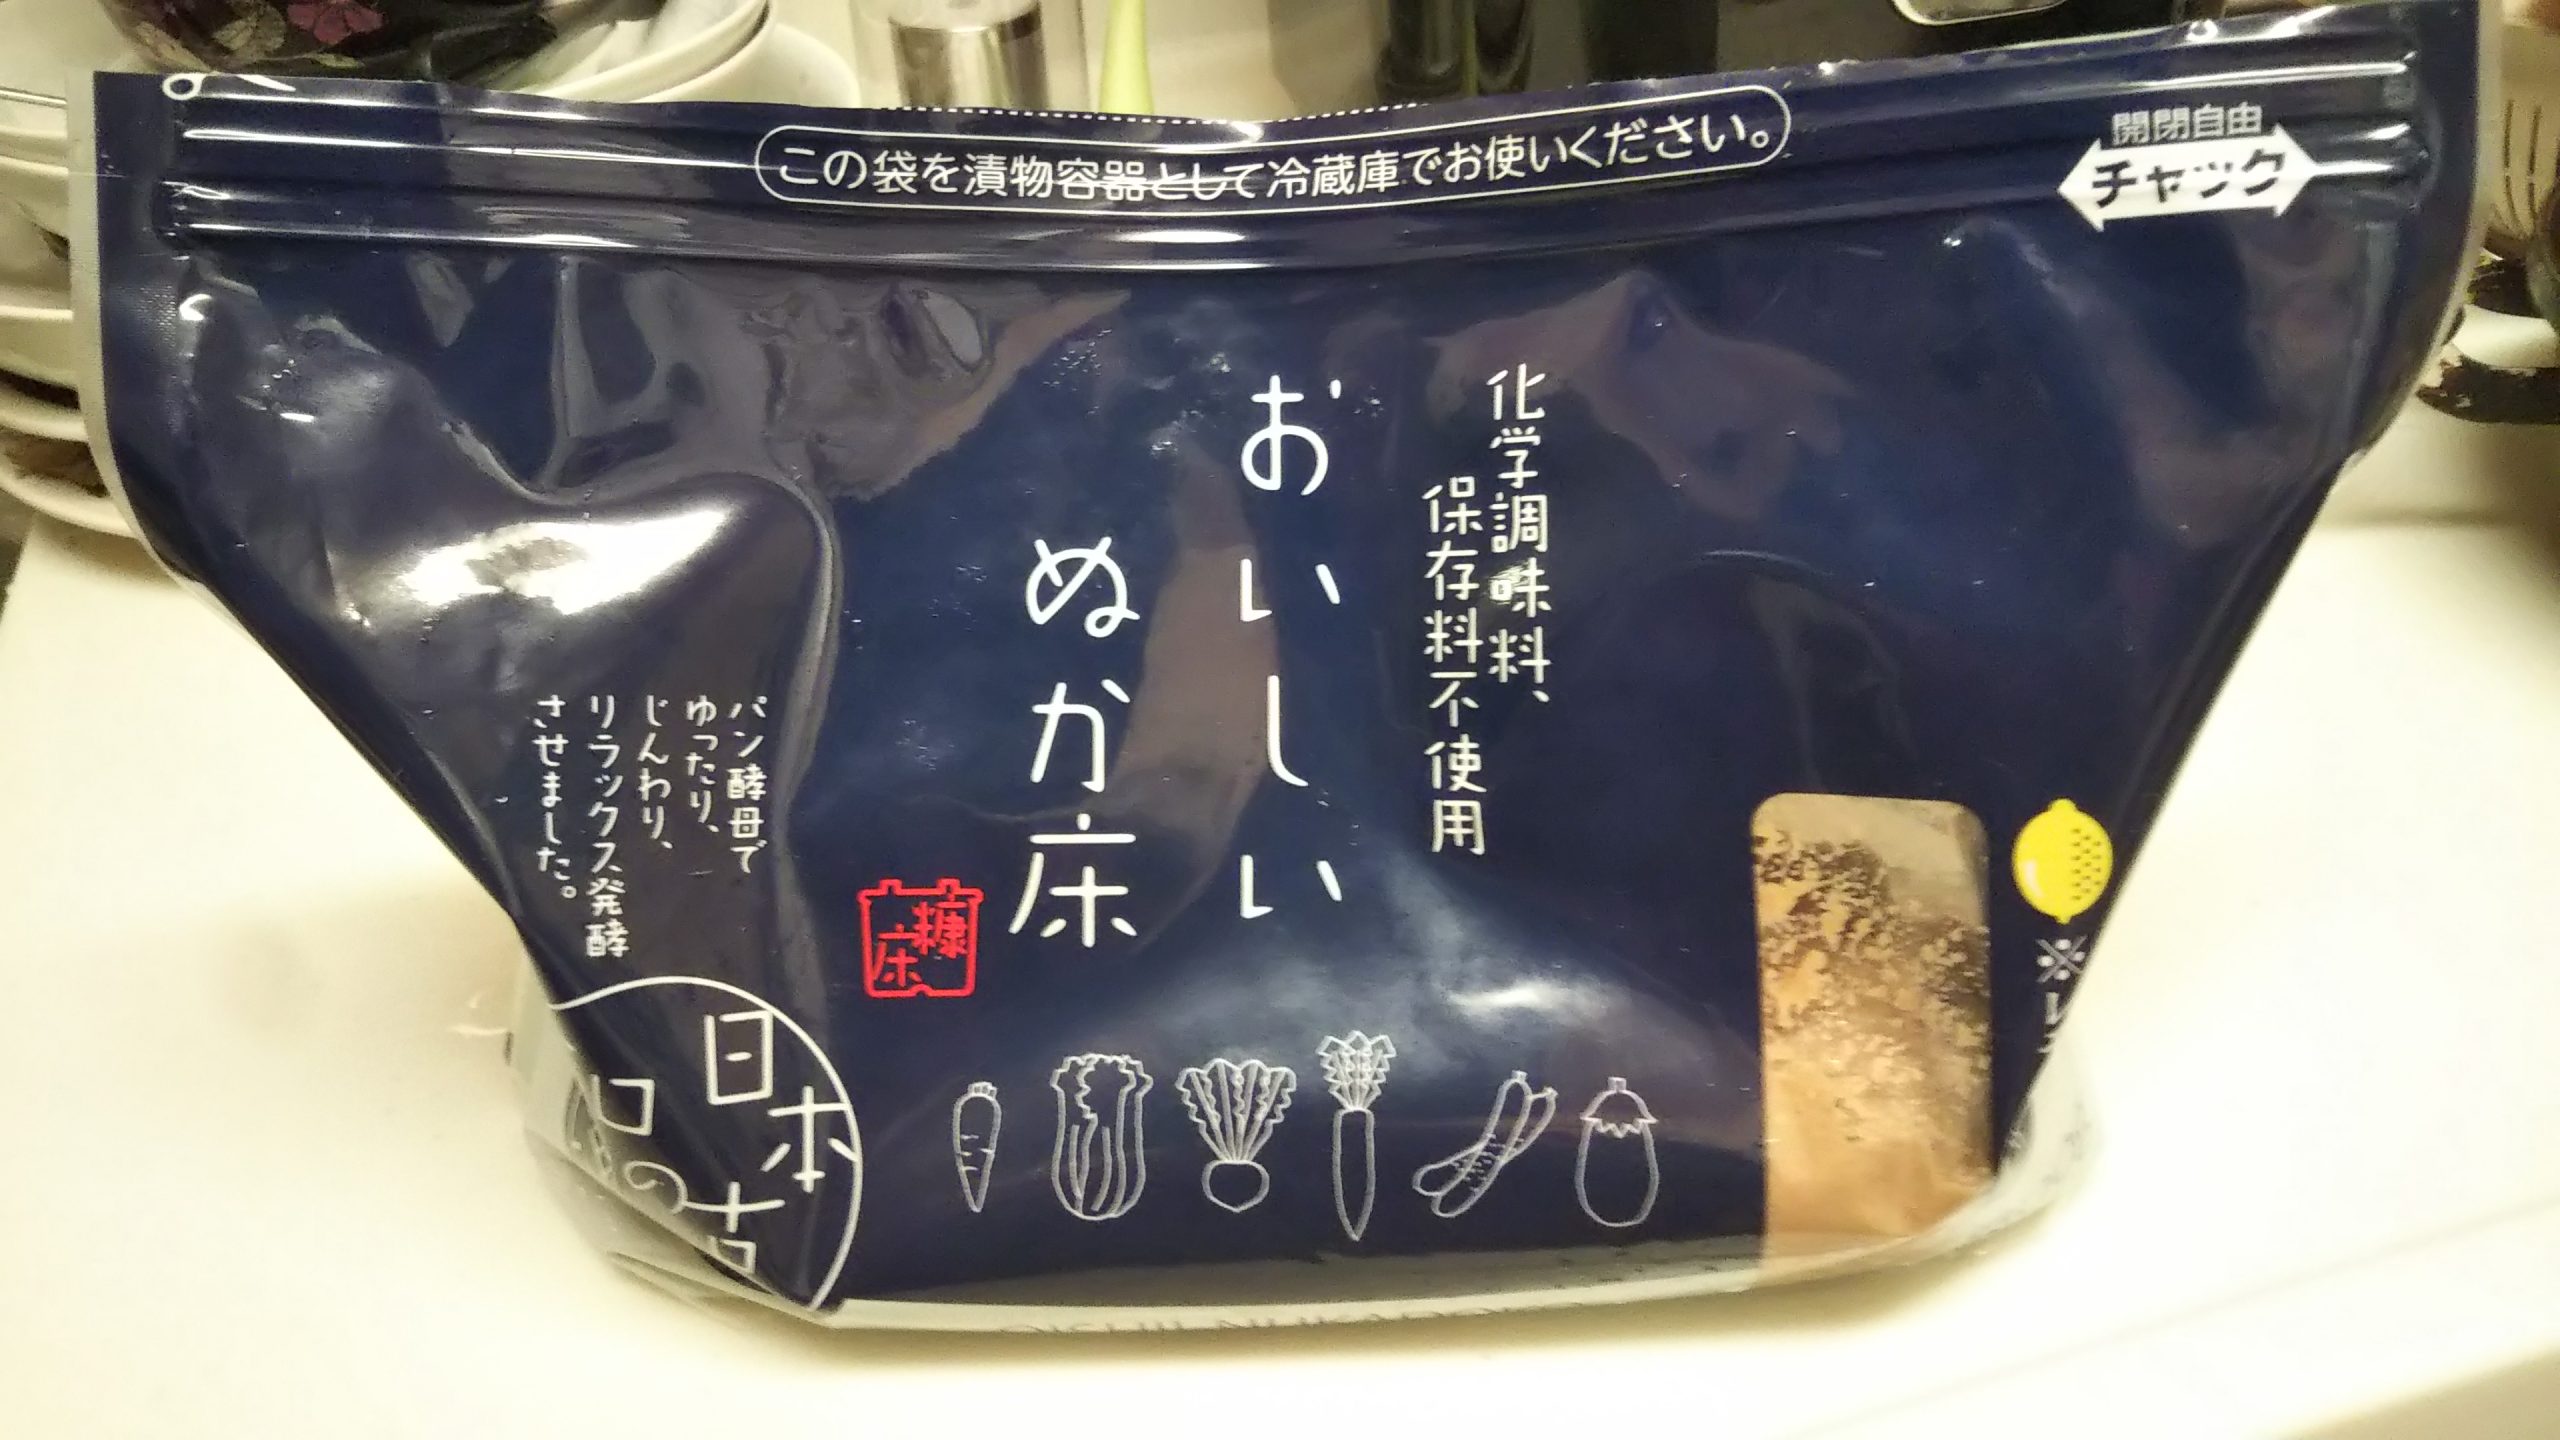 この袋を漬物容器として冷蔵庫でお使いください。
開閉自由
チャック
化学調味料、
保存料不使用
おいしい
ぬか床
糠床
パン酵母で
ゆったり、
じんわり、
リラックス発酵
させました。
日本
の
※レ